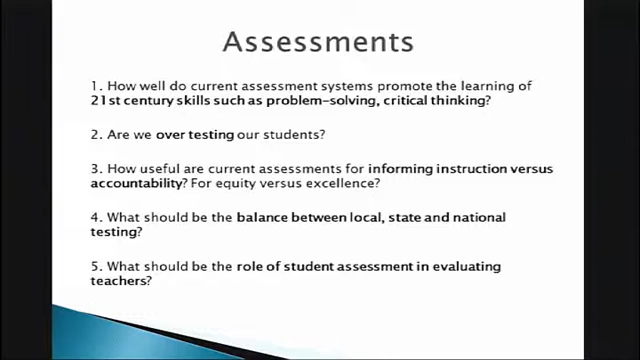 Assessments
1. How well do current assessment systems promote the learning of
21st century skills such as problem-solving, critical thinking?
2. Are we over testing our students?
3. How useful are current assessments for informing instruction versus
accountability? For equity versus excellence?
4. What should be the balance between local, state and national
testing?
5. What should be the role of student assessment in evaluating
teachers?